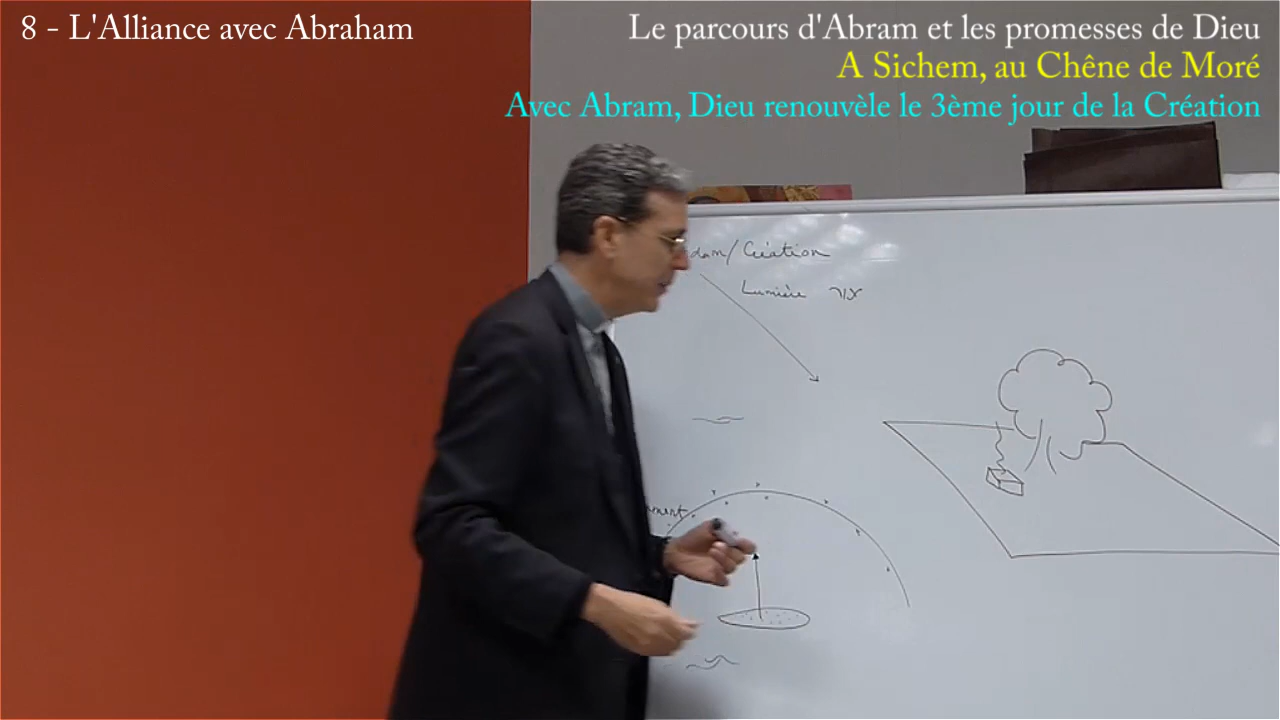 8 - L'Alliance avec Abraham
Le parcours d'Abram et les promesses de Dieu
A Sichem, au Chêne de Moré
Avec Abram, Dieu renouvèle le 3ème jour de la Création
dam/Création
Lumière אור
ment